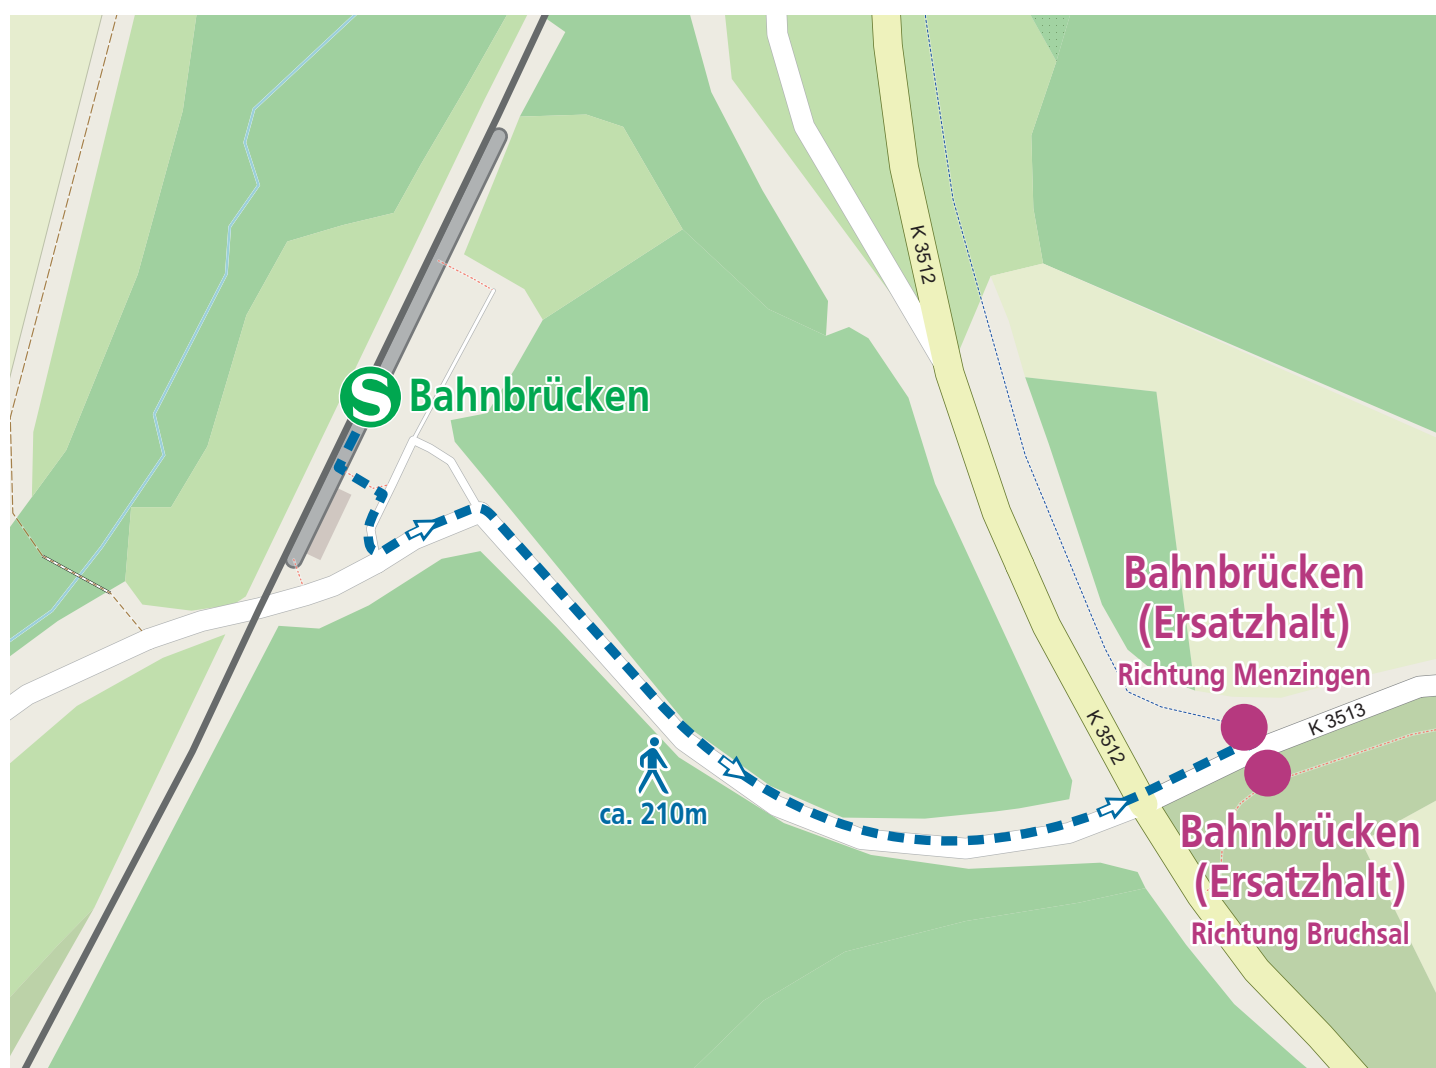 K 3512
S Bahnbrücken
Bahnbrücken
(Ersatzhalt)
Richtung Menzingen
K 3512
K 3513
ca. 210m
Bahnbrücken
(Ersatzhalt)
Richtung Bruchsal